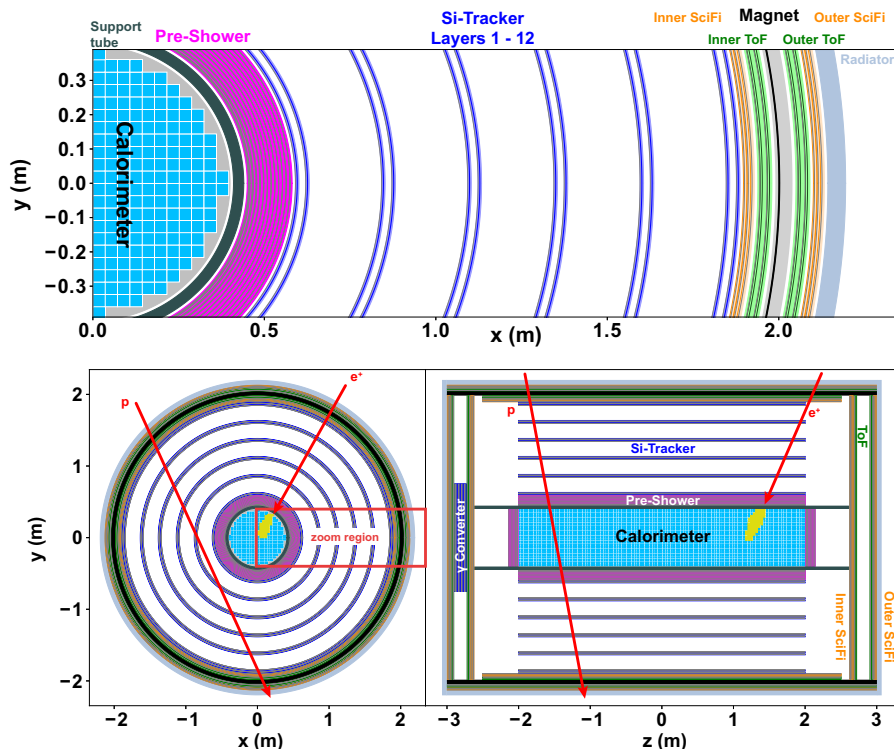 Support
tube
Pre-Shower
Si-Tracker
Layers 1 - 12
Inner SciFi
Magnet
Outer SciFi
Inner ToF
Outer ToF
Radiator
Calorimeter
y (m)
0.3
0.2
0.1
0.0
−0.1
−0.2
−0.3
0.0
0.5
1.0
1.5
2.0
x (m)
p
e⁺
zoom region
y (m)
2
1
0
−1
−2
−2
−1
0
1
2
x (m)
p
e⁺
ToF
Si-Tracker
Pre-Shower
Calorimeter
γ Converter
Inner SciFi
Outer SciFi
−3
−2
−1
0
1
2
3
z (m)